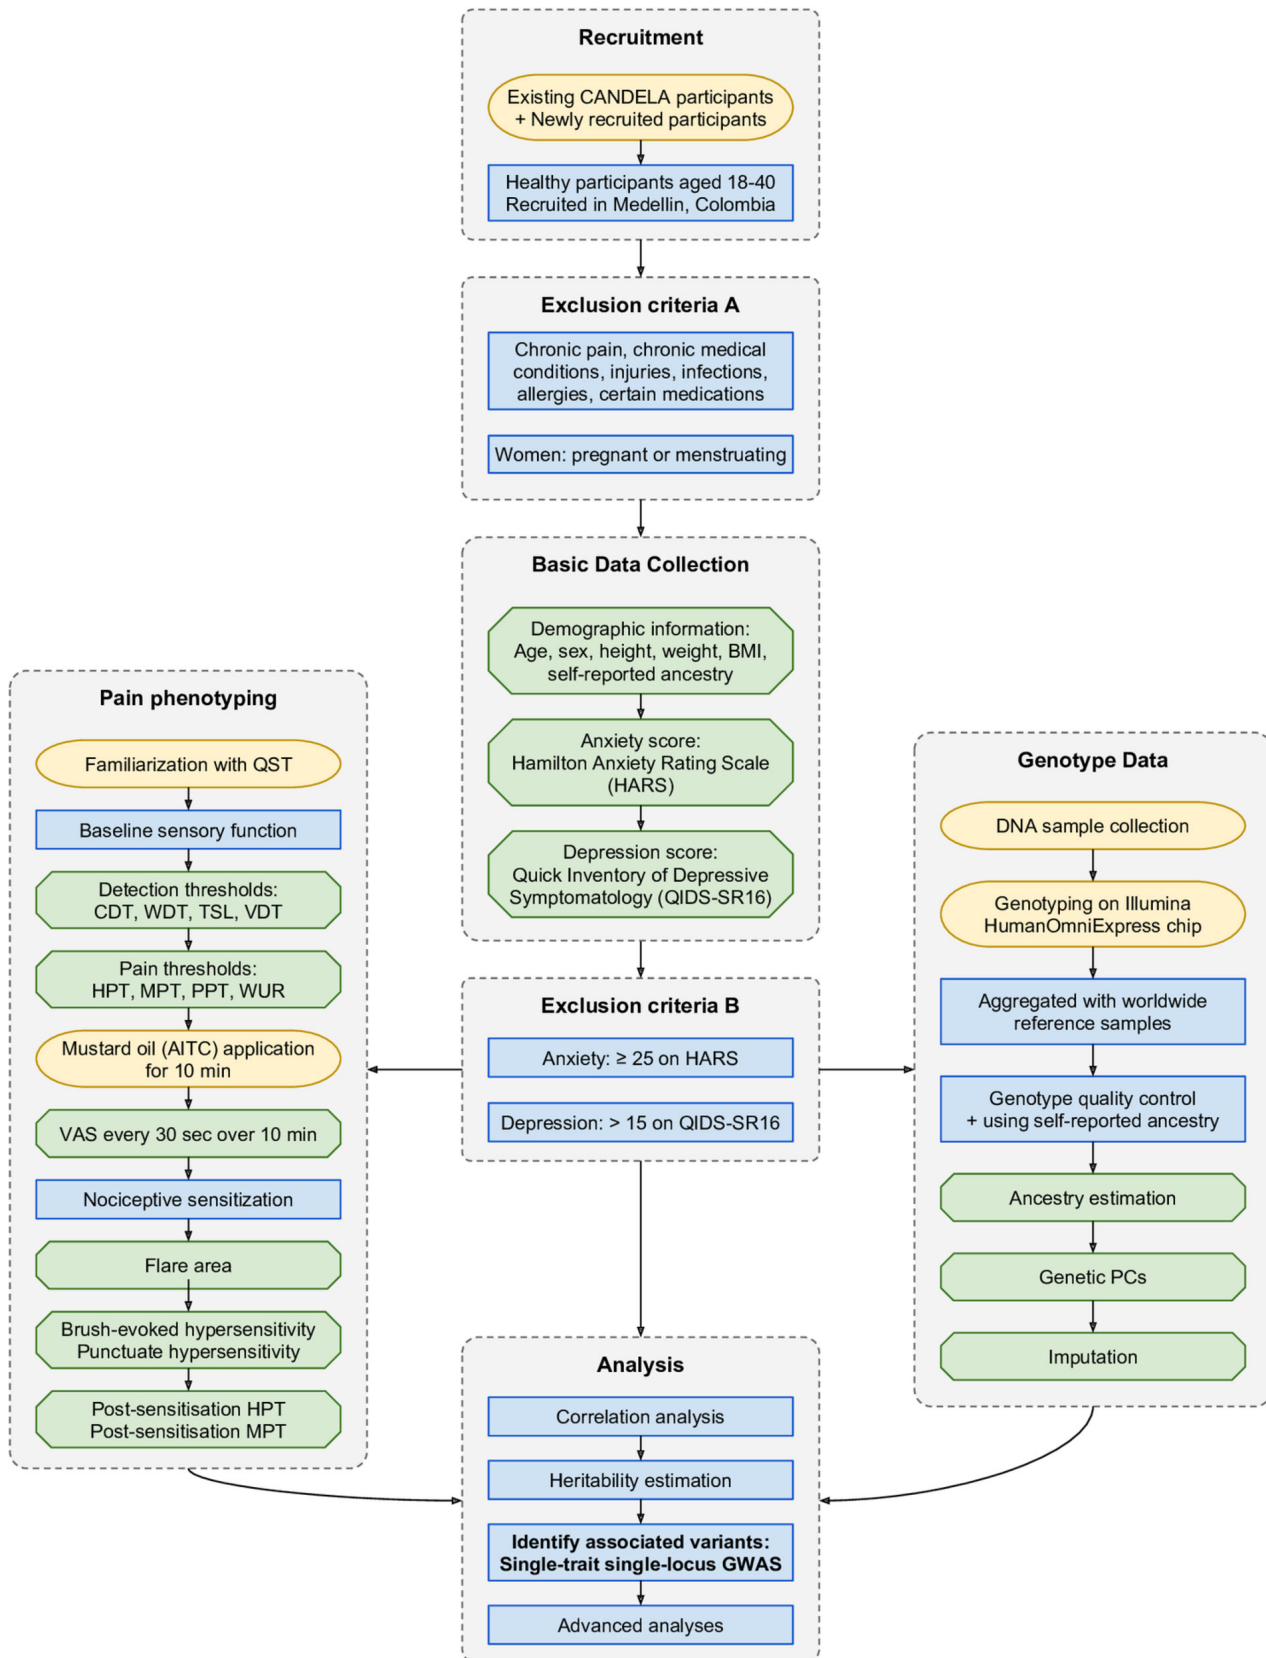 Recruitment
Existing CANDELA participants
+ Newly recruited participants
Healthy participants aged 18-40
Recruited in Medellin, Colombia
Exclusion criteria A
Chronic pain, chronic medical
conditions, injuries, infections,
allergies, certain medications
Women: pregnant or menstruating
Basic Data Collection
Demographic information:
Age, sex, height, weight, BMI,
self-reported ancestry
Anxiety score:
Hamilton Anxiety Rating Scale
(HARS)
Depression score:
Quick Inventory of Depressive
Symptomatology (QIDS-SR16)
Exclusion criteria B
Anxiety: ≥ 25 on HARS
Depression: > 15 on QIDS-SR16
Pain phenotyping
Familiarization with QST
Baseline sensory function
Detection thresholds:
CDT, WDT, TSL, VDT
Pain thresholds:
HPT, MPT, PPT, WUR
Mustard oil (AITC) application
for 10 min
VAS every 30 sec over 10 min
Nociceptive sensitization
Flare area
Brush-evoked hypersensitivity
Punctuate hypersensitivity
Post-sensitisation HPT
Post-sensitisation MPT
Genotype Data
DNA sample collection
Genotyping on Illumina
HumanOmniExpress chip
Aggregated with worldwide
reference samples
Genotype quality control
+ using self-reported ancestry
Ancestry estimation
Genetic PCs
Imputation
Analysis
Correlation analysis
Heritability estimation
Identify associated variants:
Single-trait single-locus GWAS
Advanced analyses